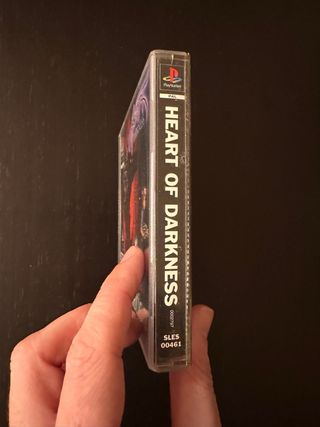 PlayStation
PAL
HEART OF DARKNESS
SLES
00461